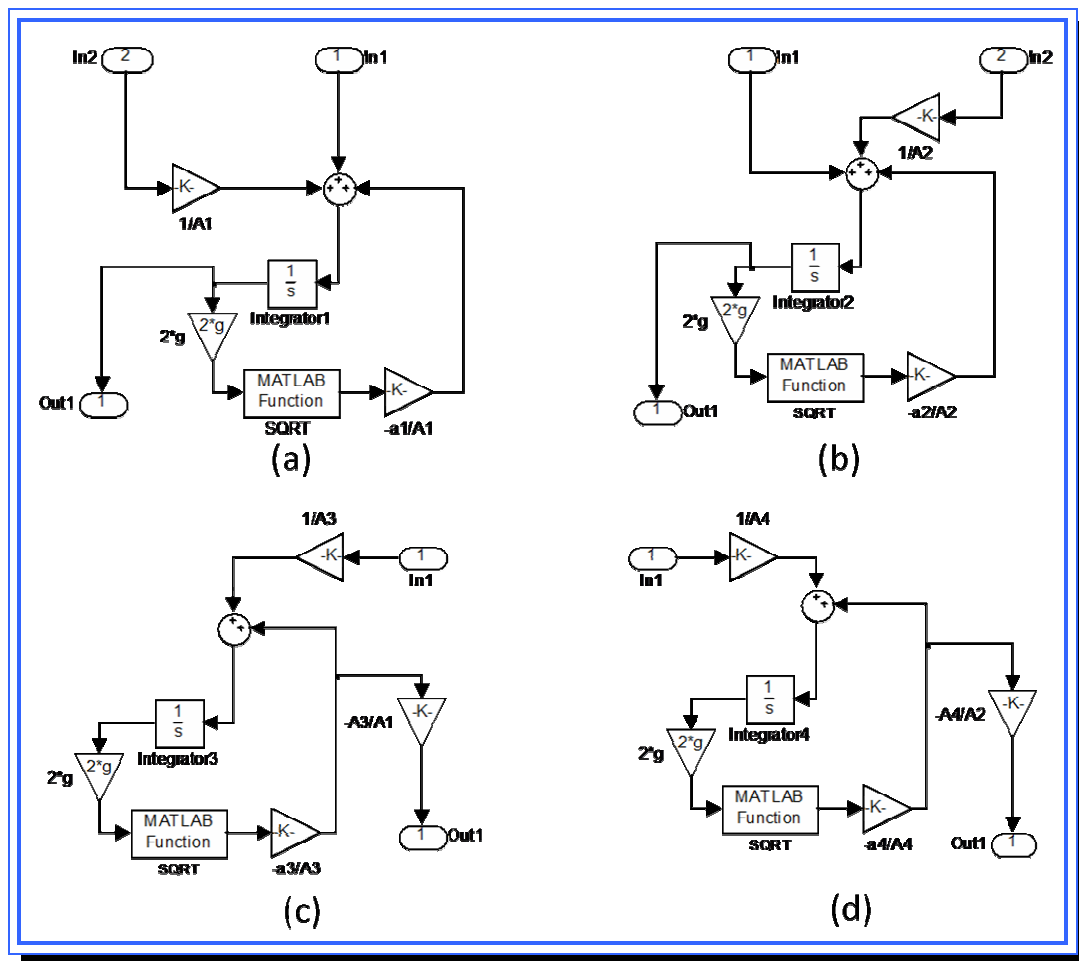 In2 2 1 In1
-K-
1/A1
+ + +
1
s
Integrator1
2*g 2*g
MATLAB
Function
SQRT
-K-
-a1/A1
Out1 1
(a)
1 In1 2 In2
-K-
1/A2
+ + +
1
s
Integrator2
2*g 2*g
MATLAB
Function
SQRT
-K-
-a2/A2
1 Out1
(b)
1/A3
-K- 1
In1
+ +
1
s
Integrator3
-A3/A1 -K-
2*g 2*g
MATLAB
Function
SQRT
-K-
-a3/A3
1 Out1
(c)
1/A4
1 -K-
In1
+ +
1
s
Integrator4
-A4/A2 -K-
2*g 2*g
MATLAB
Function
SQRT
-K-
-a4/A4
Out1 1
(d)